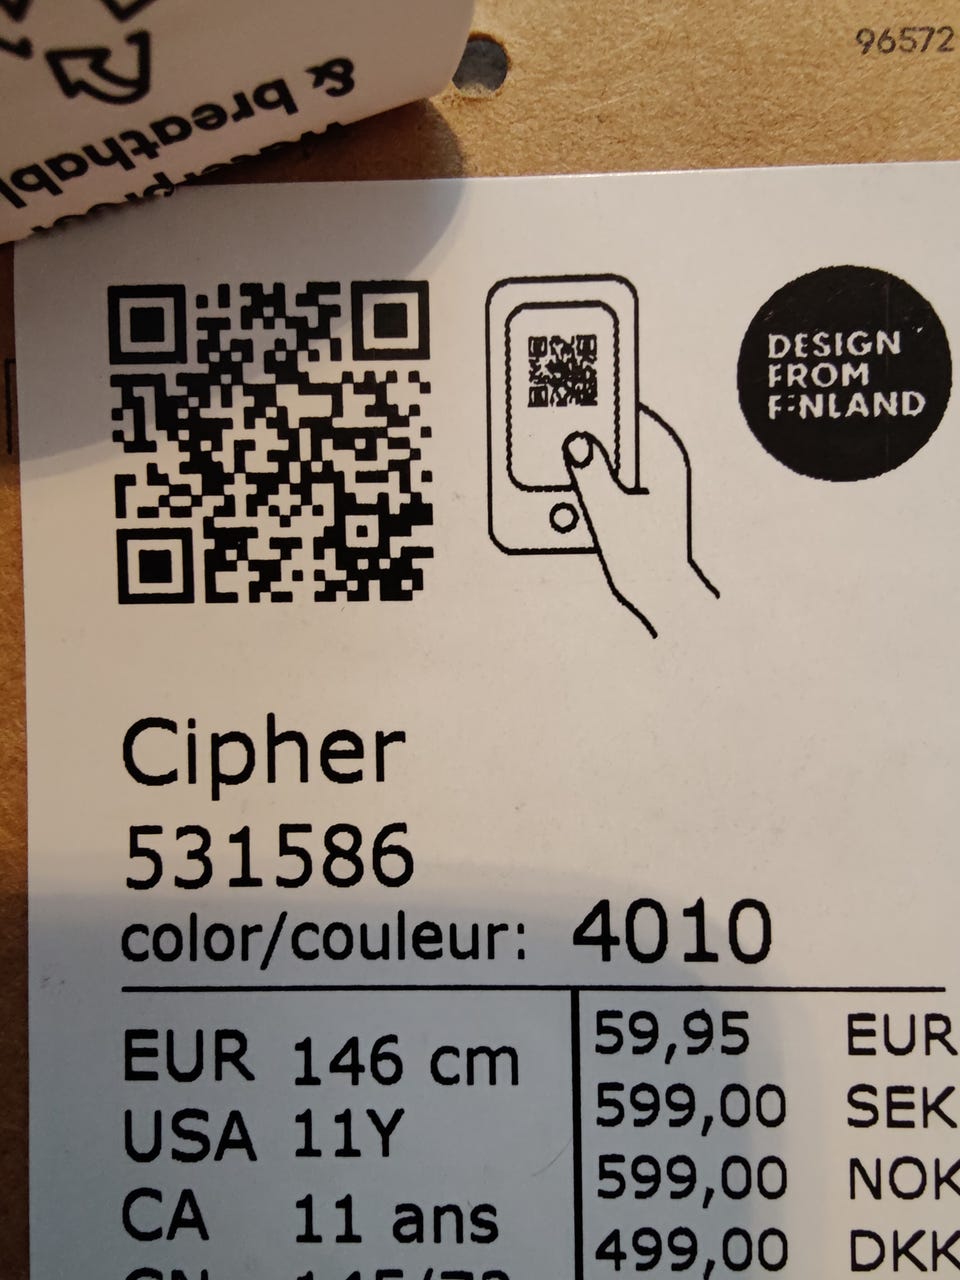 96572
& breathabl
DESIGN
FROM
FINLAND
Cipher
531586
color/couleur: 4010
EUR 146 cm
USA 11Y
CA 11 ans
59,95 EUR
599,00 SEK
599,00 NOK
499,00 DKK